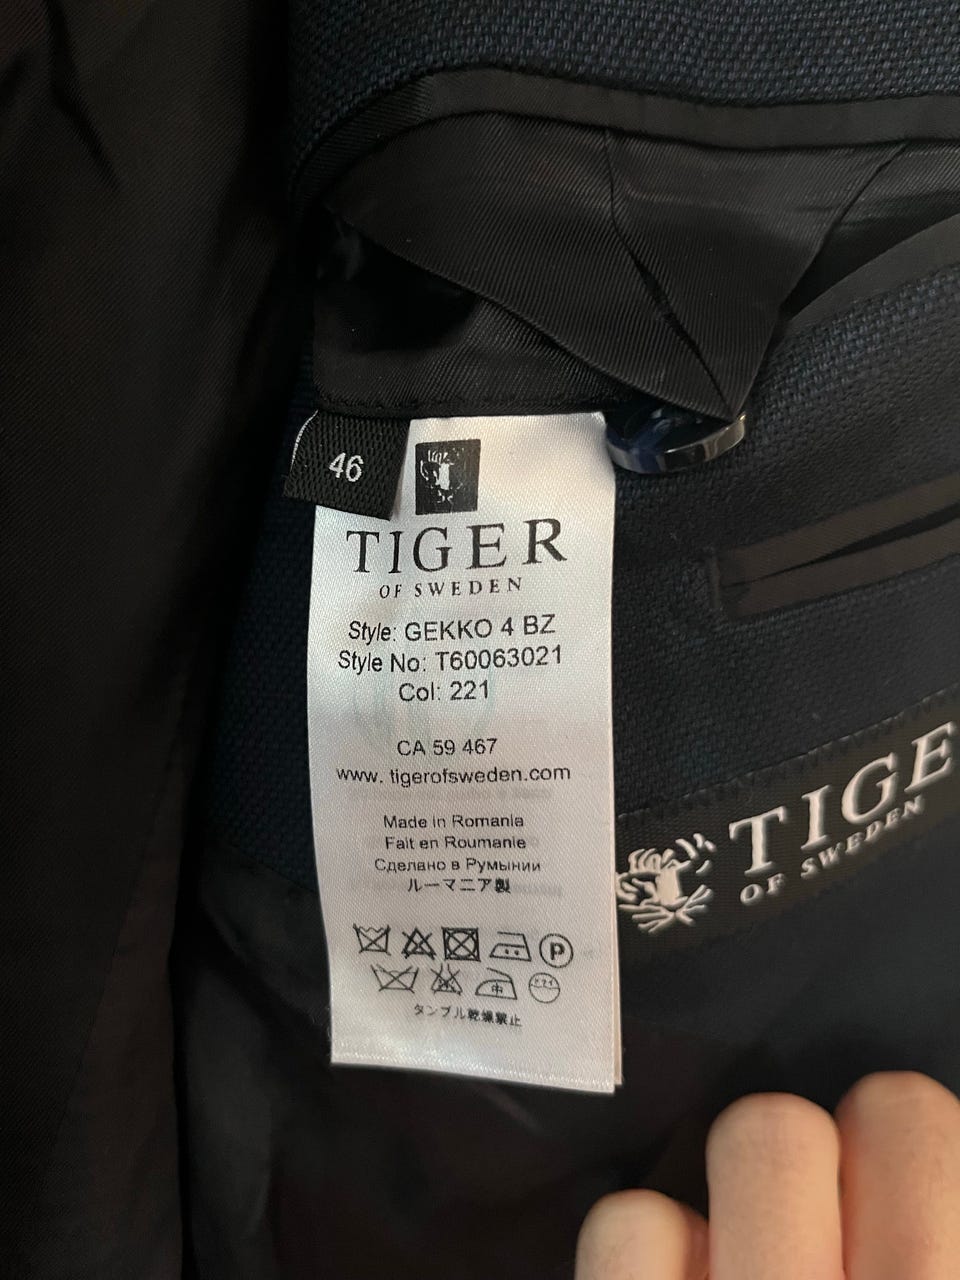 46
TIGER
OF SWEDEN
Style: GEKKO 4 BZ
Style No: T60063021
Col: 221
CA 59 467
www.tigerofsweden.com
Made in Romania
Fait en Roumanie
Сделано в Румынии
ルーマニア製
P
中
タンブル乾燥禁止
TIGE
OF SWEDEN